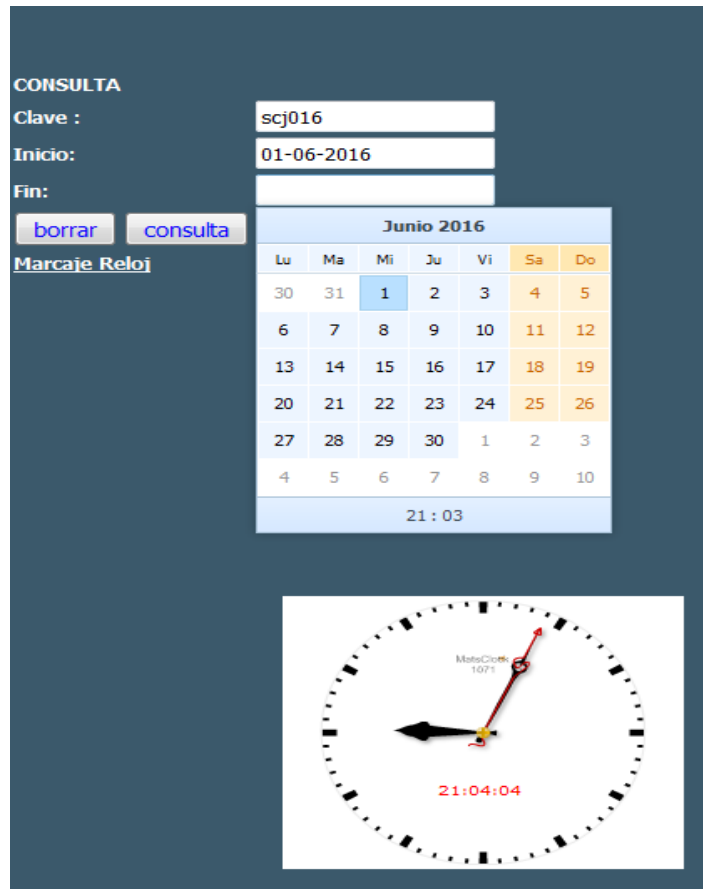 CONSULTA
Clave : scj016
Inicio: 01-06-2016
Fin:
borrar consulta
Marcaje Reloj
Junio 2016
Lu Ma Mi Ju Vi Sa Do
30 31 1 2 3 4 5
6 7 8 9 10 11 12
13 14 15 16 17 18 19
20 21 22 23 24 25 26
27 28 29 30 1 2 3
4 5 6 7 8 9 10
21 : 03
MatsClock
1071
21:04:04